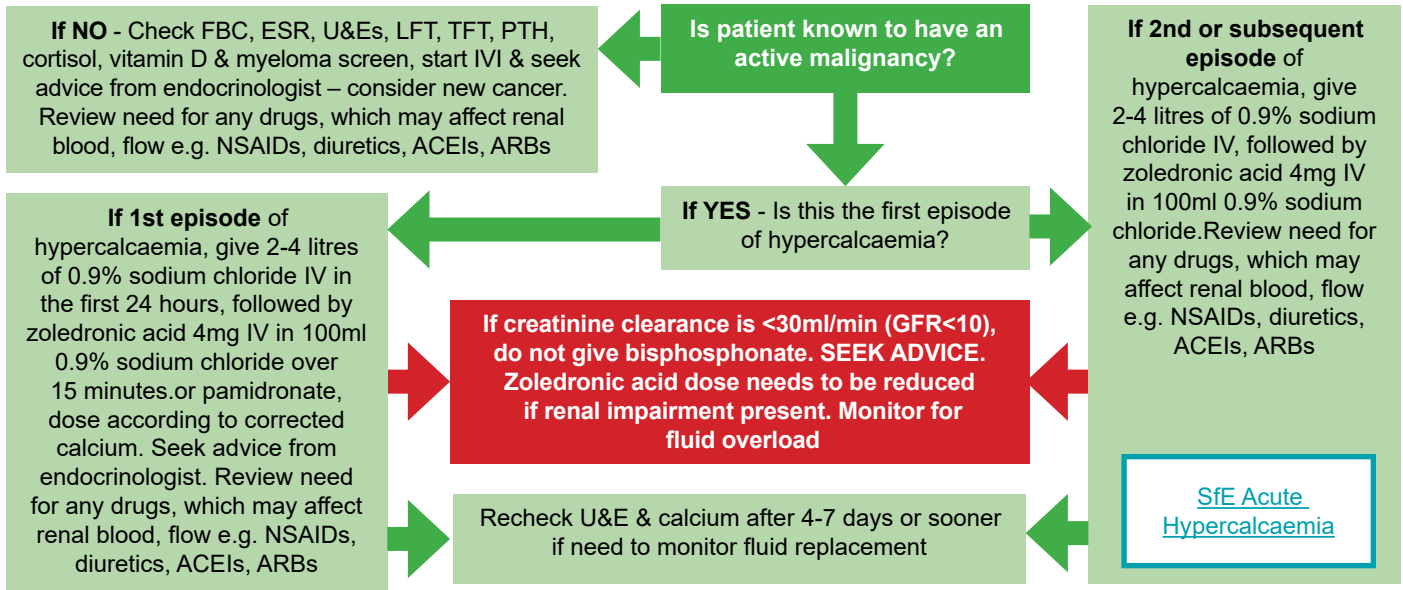 If NO - Check FBC, ESR, U&Es, LFT, TFT, PTH,
cortisol, vitamin D & myeloma screen, start IVI & seek
advice from endocrinologist – consider new cancer.
Review need for any drugs, which may affect renal
blood, flow e.g. NSAIDs, diuretics, ACEIs, ARBs
Is patient known to have an
active malignancy?
If YES - Is this the first episode
of hypercalcaemia?
If 1st episode of
hypercalcaemia, give 2-4 litres
of 0.9% sodium chloride IV in
the first 24 hours, followed by
zoledronic acid 4mg IV in 100ml
0.9% sodium chloride over
15 minutes.or pamidronate,
dose according to corrected
calcium. Seek advice from
endocrinologist. Review need
for any drugs, which may affect
renal blood, flow e.g. NSAIDs,
diuretics, ACEIs, ARBs
If 2nd or subsequent
episode of
hypercalcaemia, give
2-4 litres of 0.9% sodium
chloride IV, followed by
zoledronic acid 4mg IV
in 100ml 0.9% sodium
chloride.Review need for
any drugs, which may
affect renal blood, flow
e.g. NSAIDs, diuretics,
ACEIs, ARBs
If creatinine clearance is <30ml/min (GFR<10),
do not give bisphosphonate. SEEK ADVICE.
Zoledronic acid dose needs to be reduced
if renal impairment present. Monitor for
fluid overload
Recheck U&E & calcium after 4-7 days or sooner
if need to monitor fluid replacement
SfE Acute
Hypercalcaemia